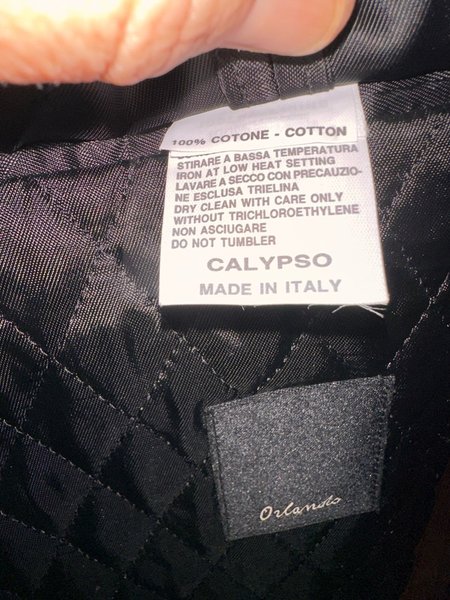 100% COTONE - COTTON
STIRARE A BASSA TEMPERATURA
IRON AT LOW HEAT SETTING
LAVARE A SECCO CON PRECAUZIO-
NE ESCLUSA TRIELINA
DRY CLEAN WITH CARE ONLY
WITHOUT TRICHLOROETHYLENE
NON ASCIUGARE
DO NOT TUMBLER
CALYPSO
MADE IN ITALY
Orlando